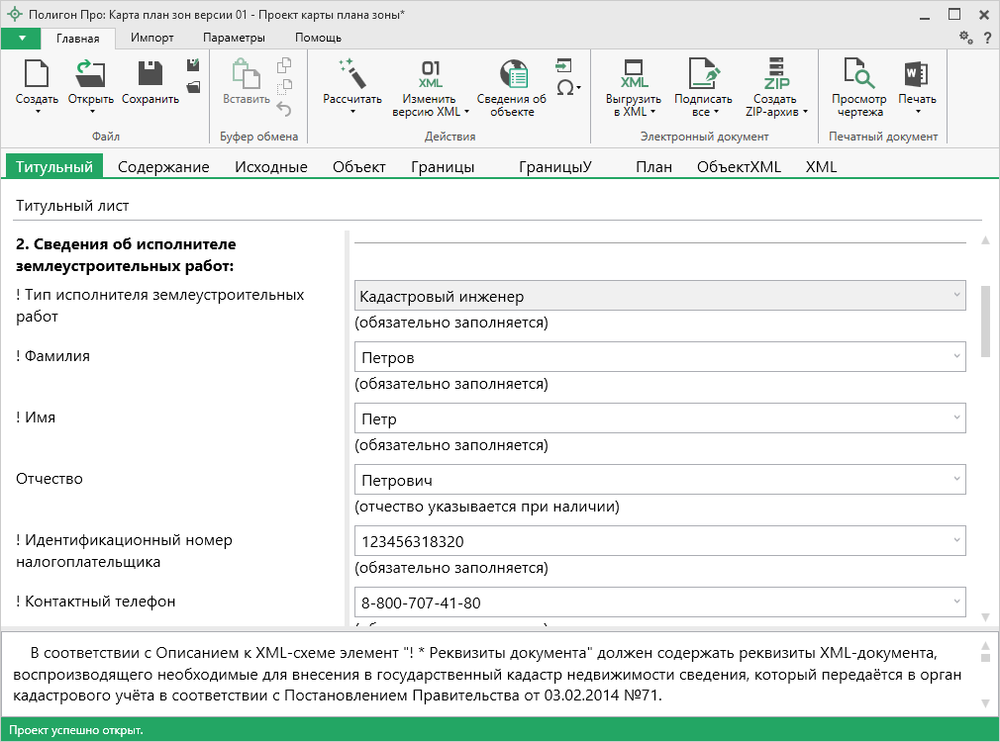 Полигон Про: Карта план зон версии 01 - Проект карты плана зоны*
Главная Импорт Параметры Помощь
?
Создать Открыть Сохранить
Файл
Вставить
Буфер обмена
01
XML
Рассчитать Изменить версию XML Сведения об объекте
Ω
Действия
XML
ZIP
Выгрузить в XML Подписать все Создать ZIP-архив
Электронный документ
W
Просмотр чертежа Печать
Печатный документ
Титульный Содержание Исходные Объект Границы ГраницыУ План ОбъектXML XML
Титульный лист
2. Сведения об исполнителе
землеустроительных работ:
! Тип исполнителя землеустроительных
работ
Кадастровый инженер
(обязательно заполняется)
! Фамилия
Петров
(обязательно заполняется)
! Имя
Петр
(обязательно заполняется)
Отчество
Петрович
(отчество указывается при наличии)
! Идентификационный номер
налогоплательщика
123456318320
(обязательно заполняется)
! Контактный телефон
8-800-707-41-80
В соответствии с Описанием к XML-схеме элемент "! * Реквизиты документа" должен содержать реквизиты XML-документа,
воспроизводящего необходимые для внесения в государственный кадастр недвижимости сведения, который передаётся в орган
кадастрового учёта в соответствии с Постановлением Правительства от 03.02.2014 №71.
Проект успешно открыт.